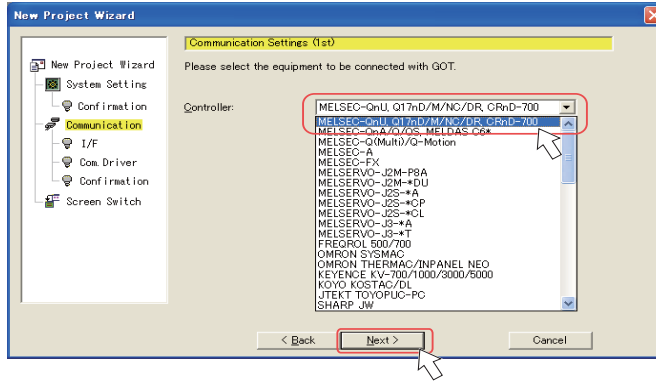 New Project Wizard
Communication Settings (1st)
New Project Wizard
System Setting
Confirmation
Communication
I/F
Com. Driver
Confirmation
Screen Switch
Please select the equipment to be connected with GOT.
Controller:
MELSEC-QnU, Q17nD/M/NC/DR, CRnD-700
MELSEC-QnU, Q17nD/M/NC/DR, CRnD-700
MELSEC-QnA/Q/QS, MELDAS C6*
MELSEC-Q(Multi)/Q-Motion
MELSEC-A
MELSEC-FX
MELSERVO-J2M-P8A
MELSERVO-J2M-*DU
MELSERVO-J2S-*A
MELSERVO-J2S-*CP
MELSERVO-J2S-*CL
MELSERVO-J3-*A
MELSERVO-J3-*T
FREQROL 500/700
OMRON SYSMAC
OMRON THERMAC/INPANEL NEO
KEYENCE KV-700/1000/3000/5000
KOYO KOSTAC/DL
JTEKT TOYOPUC-PC
SHARP JW
< Back
Next >
Cancel